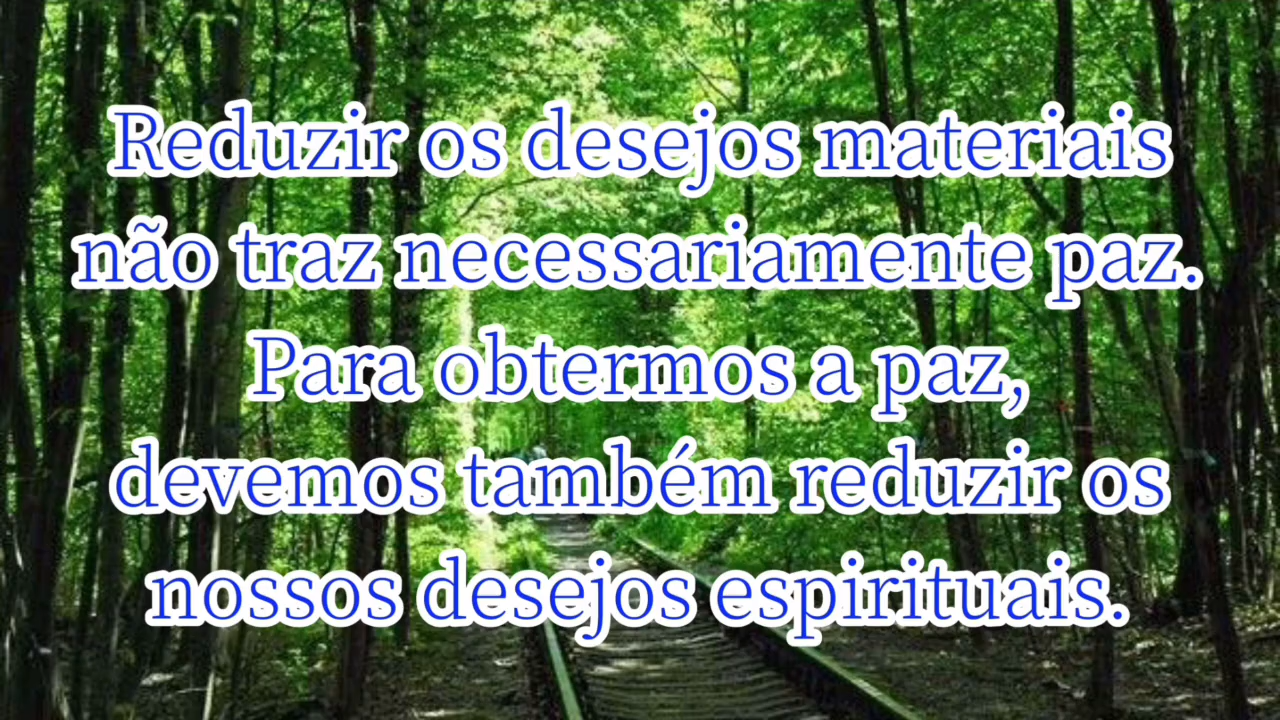 Reduzir os desejos materiais
não traz necessariamente paz.
Para obtermos a paz,
devemos também reduzir os
nossos desejos espirituais.